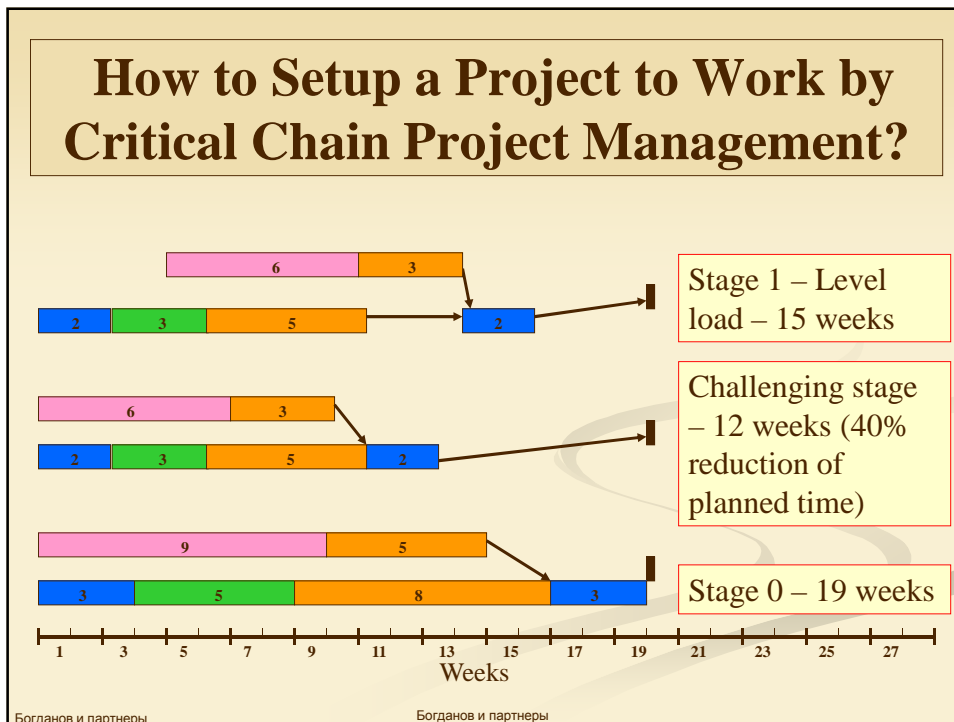 How to Setup a Project to Work by
Critical Chain Project Management?
6 3
2 3 5 2
Stage 1 – Level
load – 15 weeks
6 3
2 3 5 2
Challenging stage
– 12 weeks (40%
reduction of
planned time)
9 5
3 5 8 3
Stage 0 – 19 weeks
1 3 5 7 9 11 13 15 17 19 21 23 25 27
Weeks
Богданов и партнеры
Богданов и партнеры